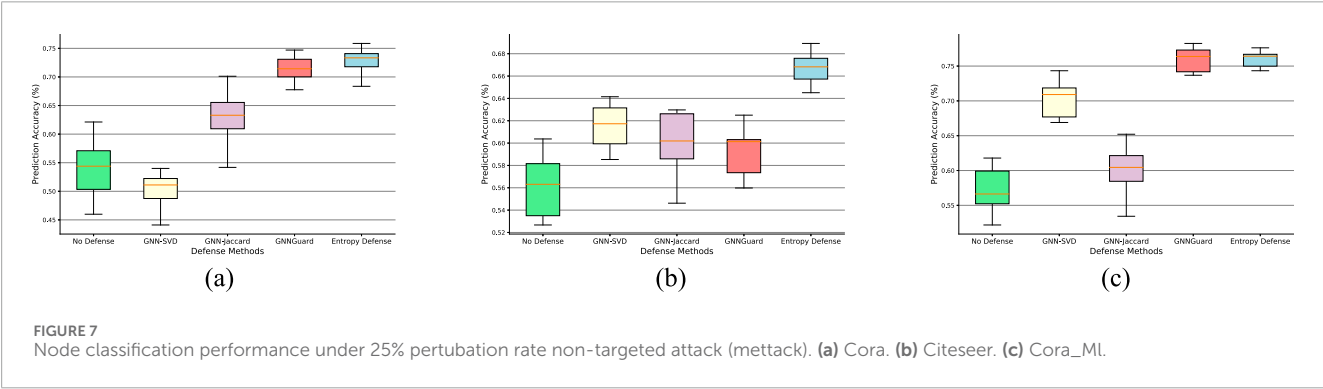 0.75
0.70
0.65
0.60
0.55
0.50
0.45
Prediction Accuracy (%)
No Defense GNN-SVD GNN-Jaccard GNNGuard Entropy Defense
Defense Methods
(a)
0.68
0.66
0.64
0.62
0.60
0.58
0.56
0.54
0.52
Prediction Accuracy (%)
No Defense GNN-SVD GNN-Jaccard GNNGuard Entropy Defense
Defense Methods
(b)
0.75
0.70
0.65
0.60
0.55
Prediction Accuracy (%)
No Defense GNN-SVD GNN-Jaccard GNNGuard Entropy Defense
Defense Methods
(c)
FIGURE 7
Node classification performance under 25% pertubation rate non-targeted attack (mettack). (a) Cora. (b) Citeseer. (c) Cora_Ml.